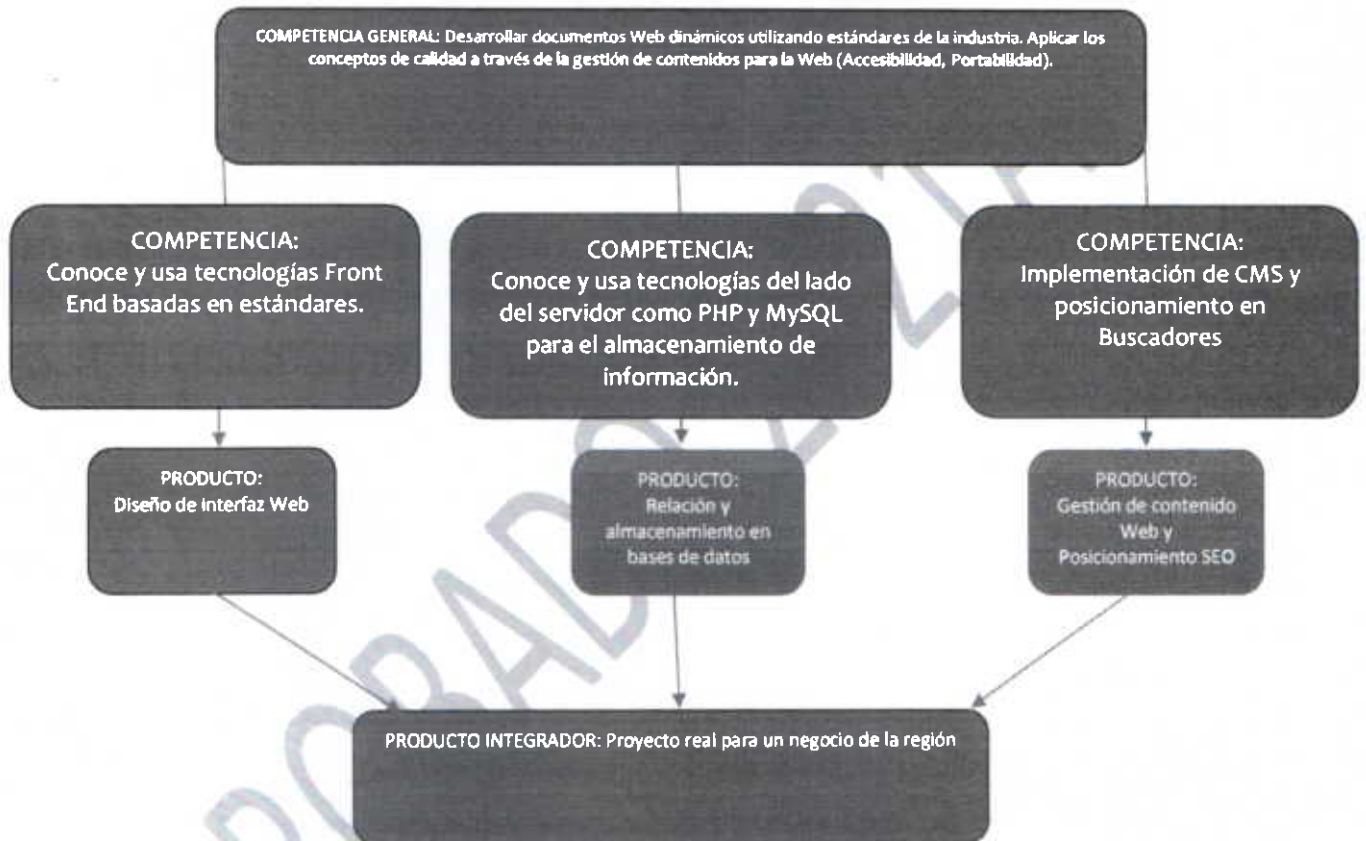 COMPETENCIA GENERAL: Desarrollar documentos Web dinámicos utilizando estándares de la industria. Aplicar los
conceptos de calidad a través de la gestión de contenidos para la Web (Accesibilidad, Portabilidad).
COMPETENCIA:
Conoce y usa tecnologías Front
End basadas en estándares.
COMPETENCIA:
Conoce y usa tecnologías del lado
del servidor como PHP y MySQL
para el almacenamiento de
información.
COMPETENCIA:
Implementación de CMS y
posicionamiento en
Buscadores
PRODUCTO:
Diseño de interfaz Web
PRODUCTO:
Relación y
almacenamiento en
bases de datos
PRODUCTO:
Gestión de contenido
Web y
Posicionamiento SEO
PRODUCTO INTEGRADOR: Proyecto real para un negocio de la región